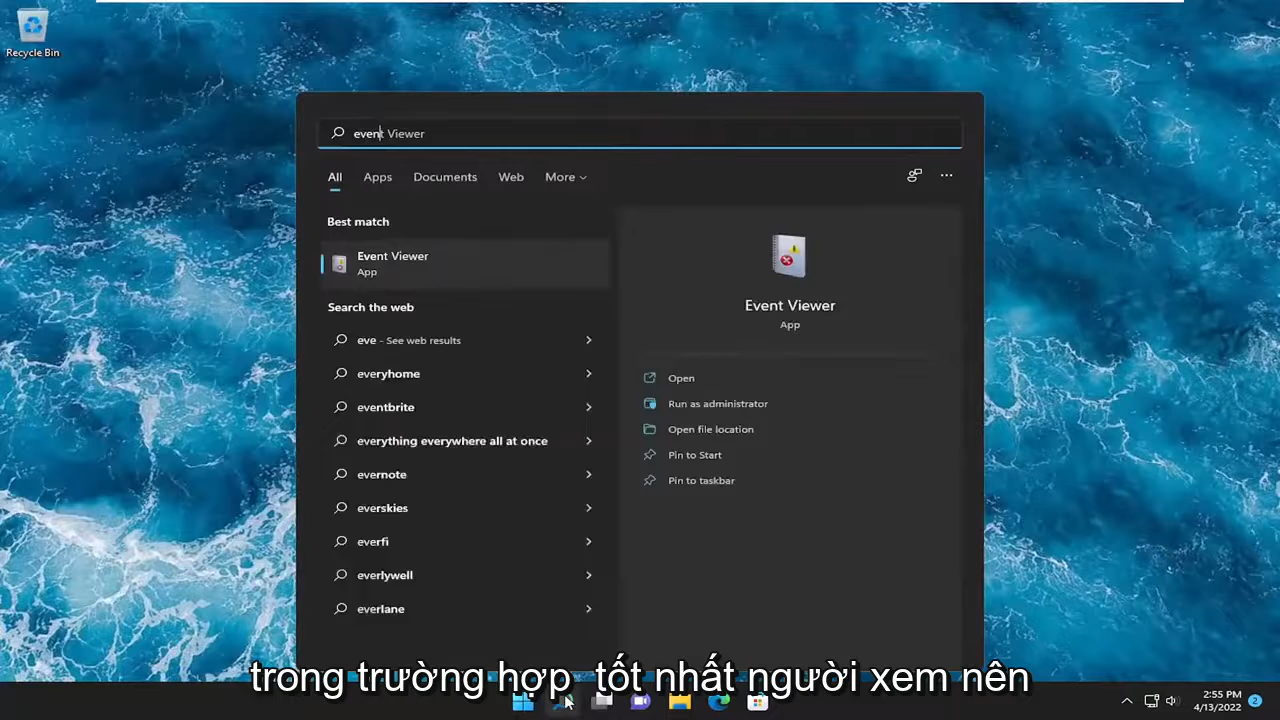 Recycle Bin
event Viewer
All Apps Documents Web More
Best match
Event Viewer
App
Search the web
eve - See web results
everyhome
eventbrite
everything everywhere all at once
evernote
everskies
everfi
everlywell
everlane
Event Viewer
App
Open
Run as administrator
Open file location
Pin to Start
Pin to taskbar
trong trường hợp tốt nhất người xem nên
2:55 PM
4/13/2022
2